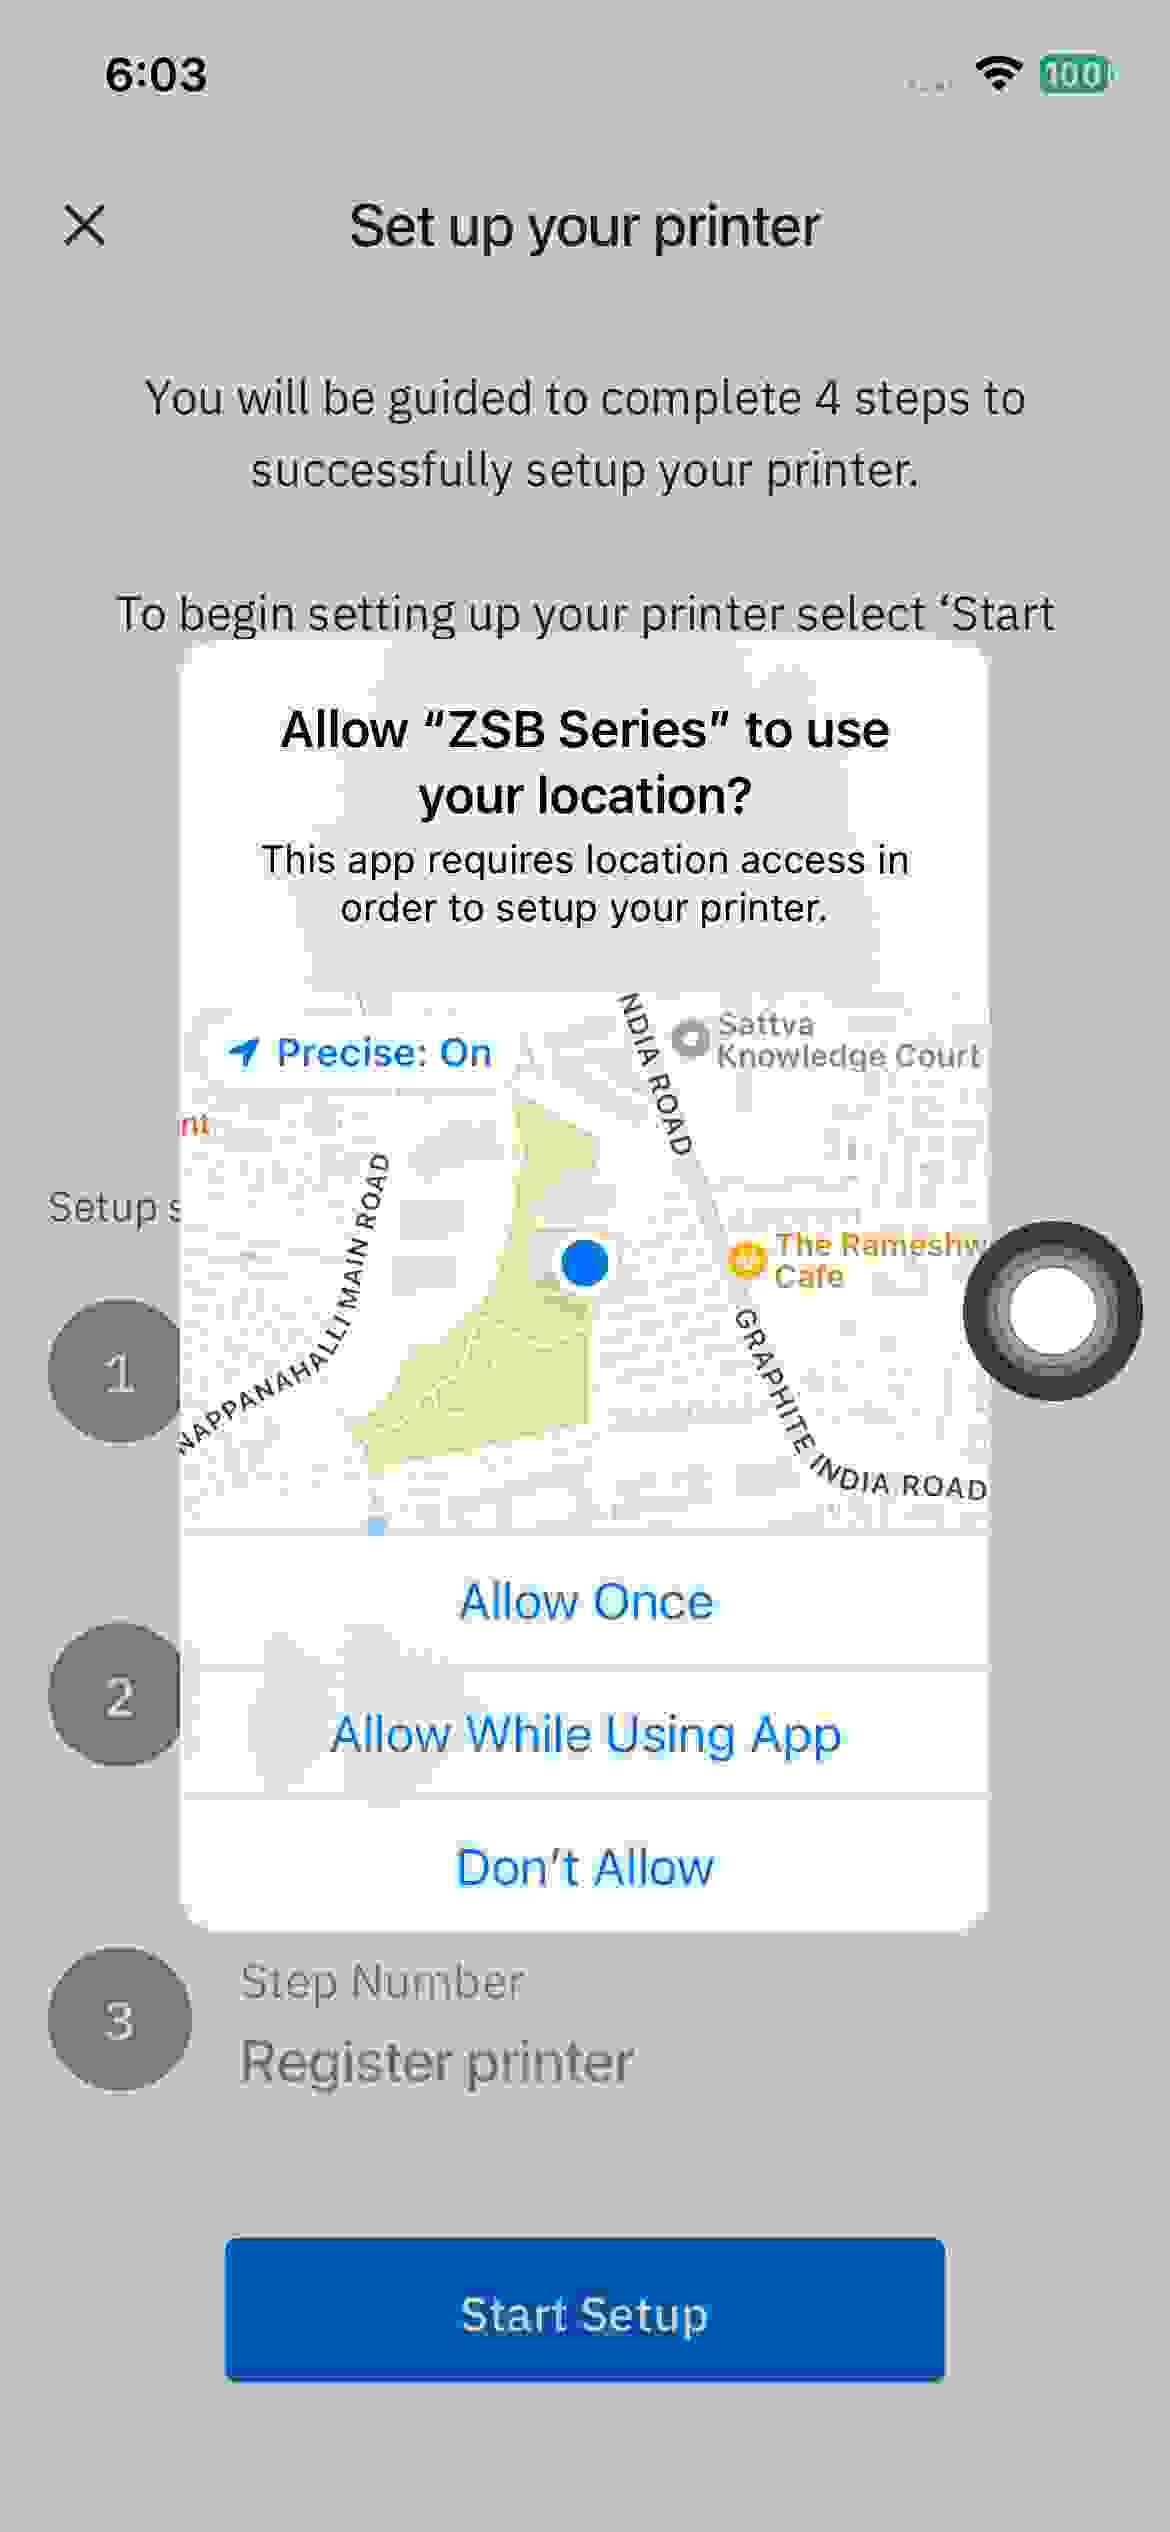 6:03
100
Set up your printer
You will be guided to complete 4 steps to
successfully setup your printer.
To begin setting up your printer select ‘Start
Allow “ZSB Series” to use
your location?
This app requires location access in
order to setup your printer.
Precise: On
NDIA ROAD
Sattva
Knowledge Court
nt
NAPPANAHALLI MAIN ROAD
Setup s
The Rameshw
Cafe
1
GRAPHITE INDIA ROAD
Allow Once
2
Allow While Using App
Don’t Allow
3
Step Number
Register printer
Start Setup